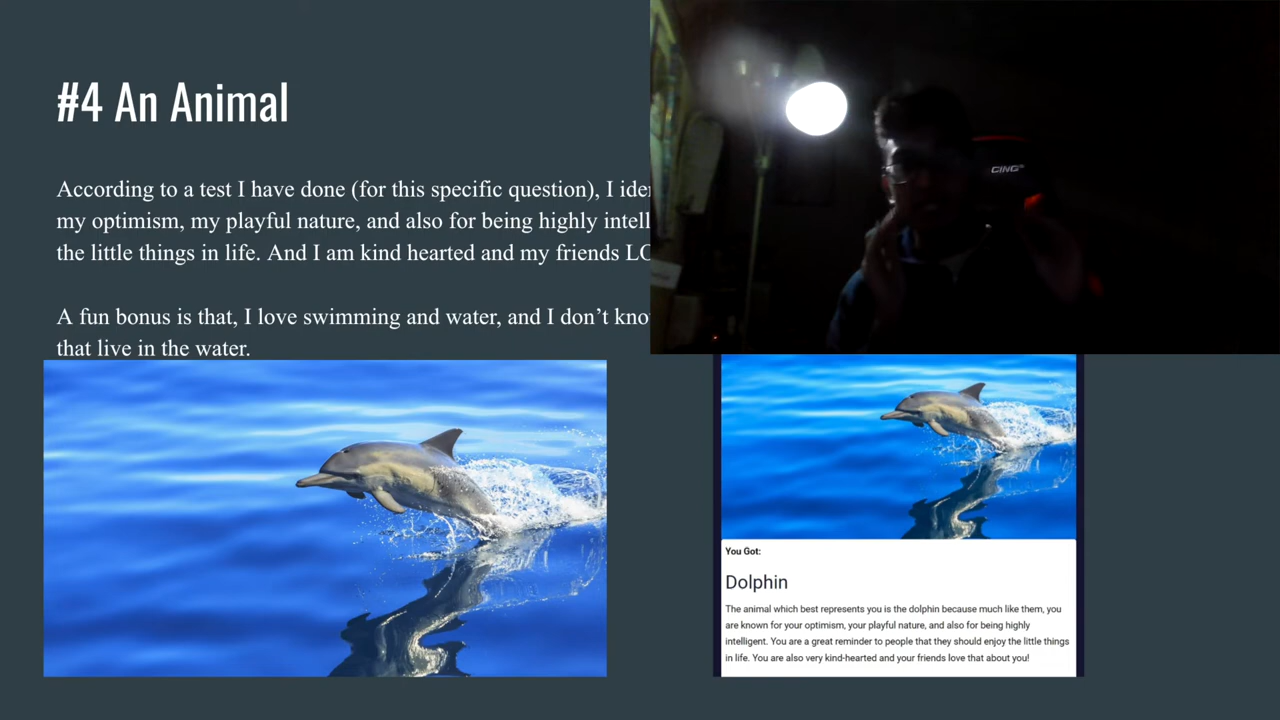 #4 An Animal
According to a test I have done (for this specific question), I
my optimism, my playful nature, and also for being highly
the little things in life. And I am kind hearted and my friends
A fun bonus is that, I love swimming and water, and I don’t
that live in the water.
You Got:
Dolphin
The animal which best represents you is the dolphin because much like them, you
are known for your optimism, your playful nature, and also for being highly
intelligent. You are a great reminder to people that they should enjoy the little things
in life. You are also very kind-hearted and your friends love that about you!